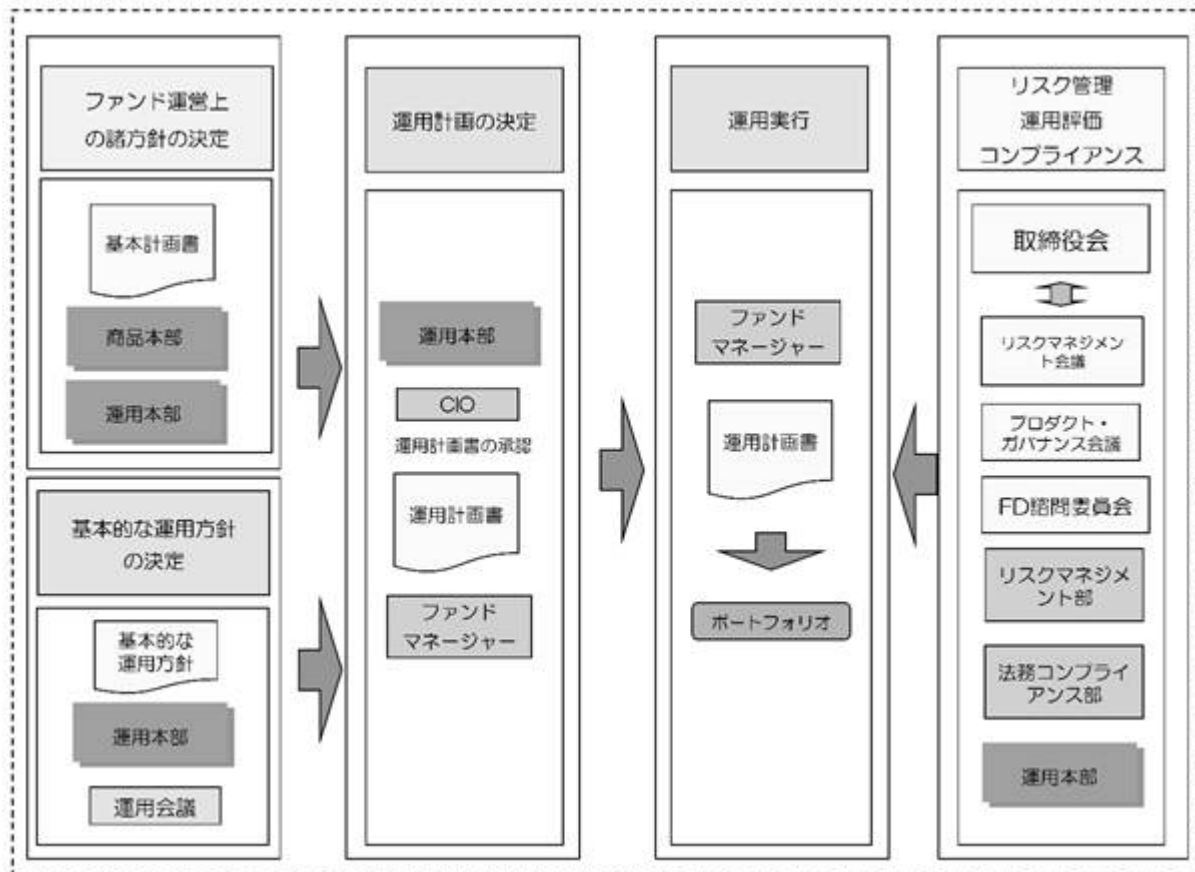 ファンド運営上
の諸方針の決定
基本計画書
商品本部
運用本部
基本的な運用方針
の決定
基本的な
運用方針
運用本部
運用会議
運用計画の決定
運用本部
CIO
運用計画書の承認
運用計画書
ファンド
マネージャー
運用実行
ファンド
マネージャー
運用計画書
ポートフォリオ
リスク管理
運用評価
コンプライアンス
取締役会
リスクマネジメン
ト会議
プロダクト・
ガバナンス会議
FD諮問委員会
リスクマネジメ
ント部
法務コンプライ
アンス部
運用本部